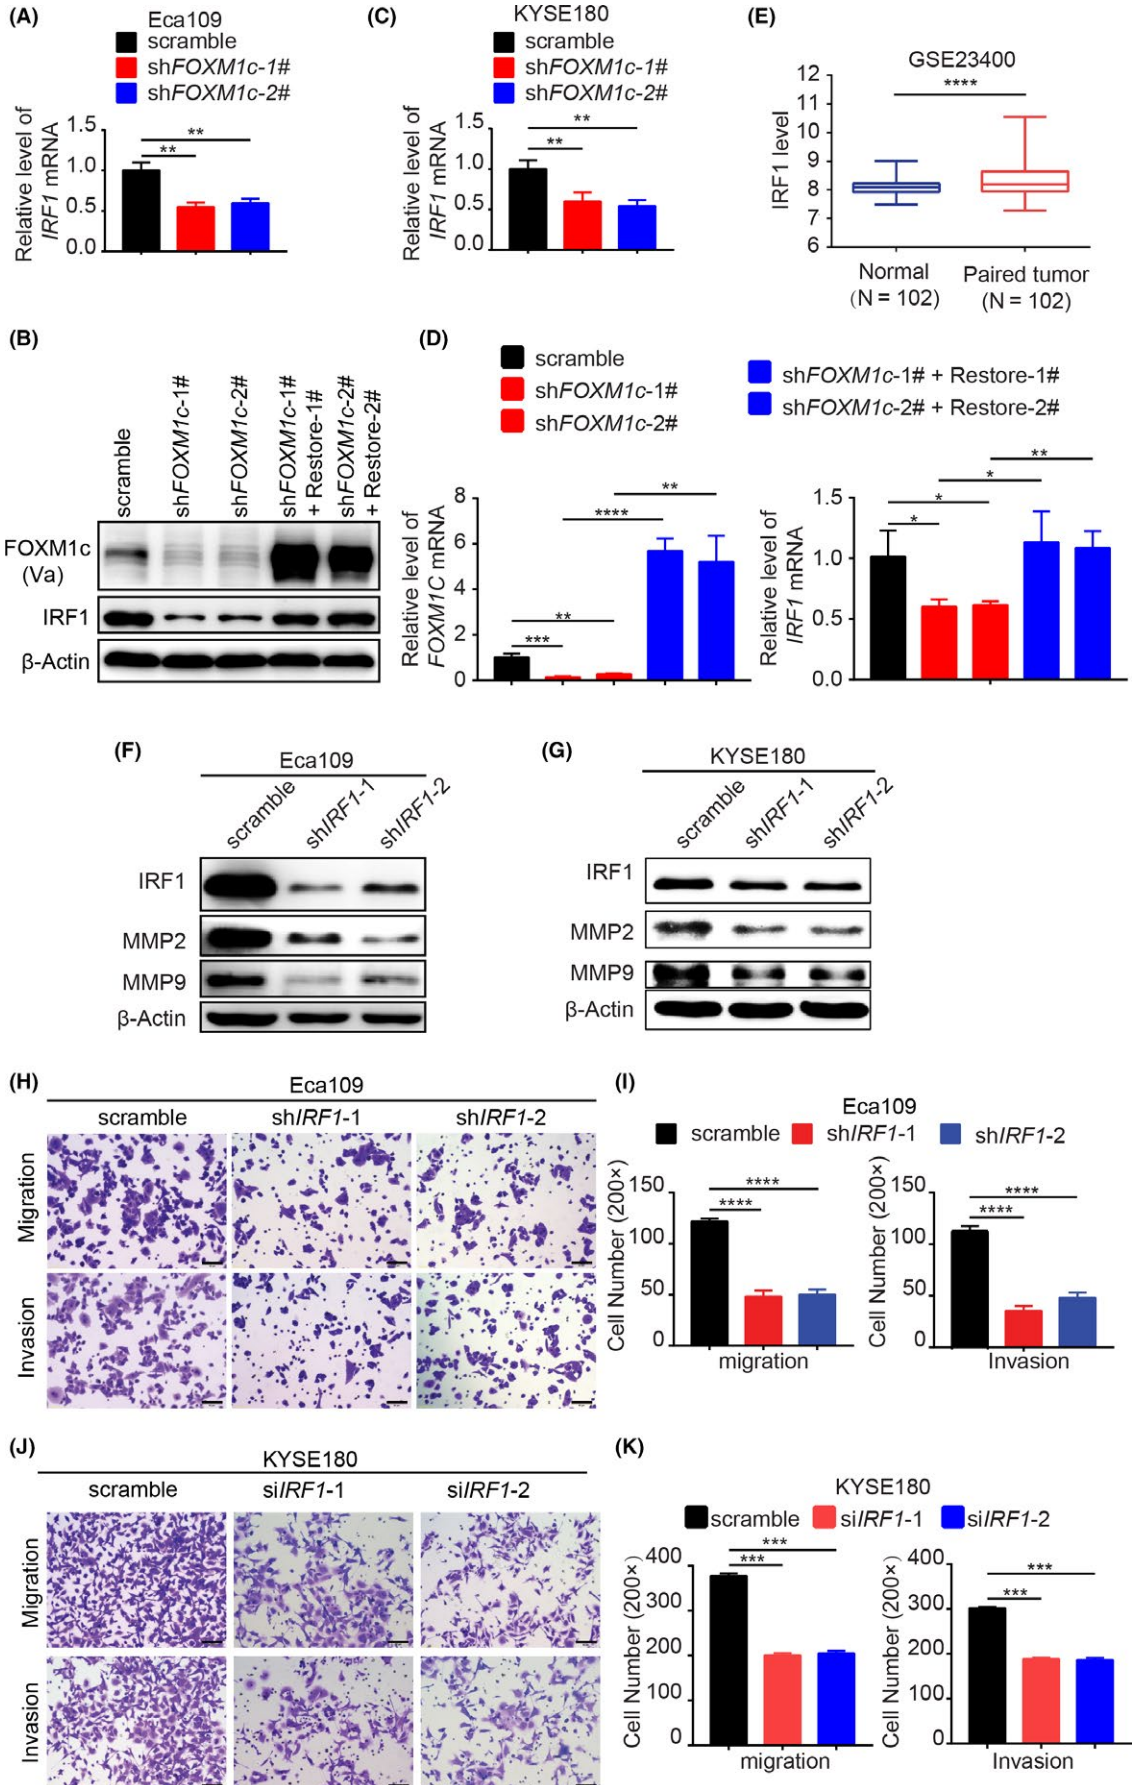 (A)
Eca109
scramble
shFOXM1c-1#
shFOXM1c-2#
Relative level of
IRF1 mRNA
1.5
1.0
0.5
0.0
**
**
(C)
KYSE180
scramble
shFOXM1c-1#
shFOXM1c-2#
Relative level of
IRF1 mRNA
1.5
1.0
0.5
0.0
**
**
(E)
GSE23400
****
IRF1 level
12
11
10
9
8
7
6
Normal
(N = 102)
Paired tumor
(N = 102)
(B)
scramble
shFOXM1c-1#
shFOXM1c-2#
shFOXM1c-1#
+ Restore-1#
shFOXM1c-2#
+ Restore-2#
FOXM1c
(Va)
IRF1
β-Actin
(D)
scramble
shFOXM1c-1#
shFOXM1c-2#
shFOXM1c-1# + Restore-1#
shFOXM1c-2# + Restore-2#
Relative level of
FOXM1C mRNA
8
6
4
2
0
**
****
**
***
Relative level of
IRF1 mRNA
1.5
1.0
0.5
0.0
**
*
*
*
(F)
Eca109
scramble
shIRF1-1
shIRF1-2
IRF1
MMP2
MMP9
β-Actin
(G)
KYSE180
scramble
shIRF1-1
shIRF1-2
IRF1
MMP2
MMP9
β-Actin
(H)
Eca109
scramble
shIRF1-1
shIRF1-2
Migration
Invasion
(I)
Eca109
scramble
shIRF1-1
shIRF1-2
Cell Number (200×)
150
100
50
0
****
****
migration
Cell Number (200×)
150
100
50
0
****
****
Invasion
(J)
KYSE180
scramble
siIRF1-1
siIRF1-2
Migration
Invasion
(K)
KYSE180
scramble
siIRF1-1
siIRF1-2
Cell Number (200×)
400
300
200
100
0
***
***
migration
Cell Number (200×)
400
300
200
100
0
***
***
Invasion